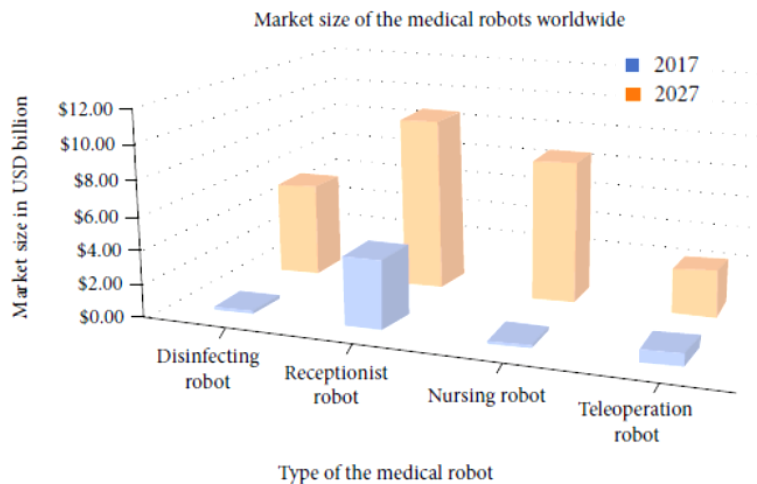 Market size of the medical robots worldwide
2017
2027
Market size in USD billion
$12.00
$10.00
$8.00
$6.00
$4.00
$2.00
$0.00
Disinfecting
robot
Receptionist
robot
Nursing robot
Teleoperation
robot
Type of the medical robot